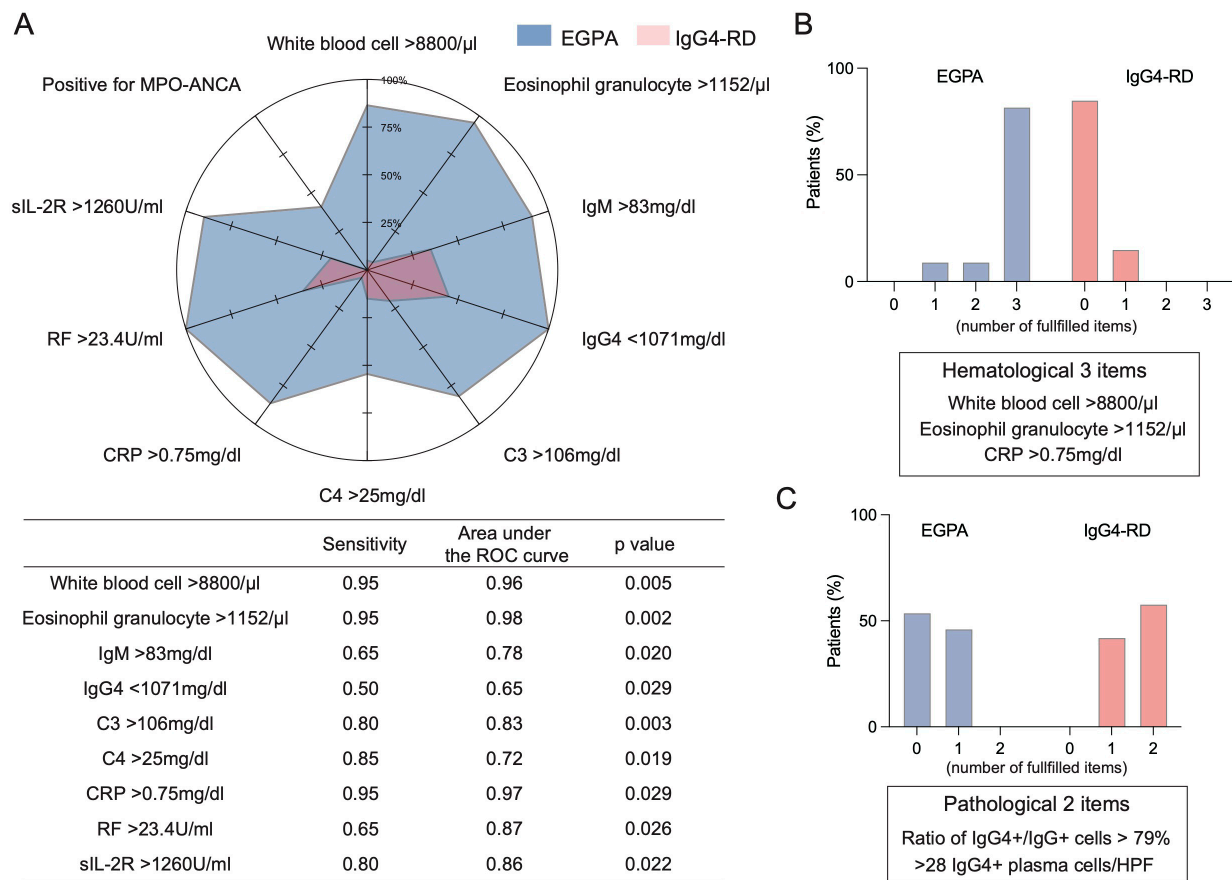 A
White blood cell >8800/µl
EGPA
IgG4-RD
Positive for MPO-ANCA
Eosinophil granulocyte >1152/µl
100%
75%
50%
25%
sIL-2R >1260U/ml
IgM >83mg/dl
RF >23.4U/ml
IgG4 <1071mg/dl
CRP >0.75mg/dl
C3 >106mg/dl
C4 >25mg/dl
Sensitivity Area under the ROC curve p value
White blood cell >8800/µl 0.95 0.96 0.005
Eosinophil granulocyte >1152/µl 0.95 0.98 0.002
IgM >83mg/dl 0.65 0.78 0.020
IgG4 <1071mg/dl 0.50 0.65 0.029
C3 >106mg/dl 0.80 0.83 0.003
C4 >25mg/dl 0.85 0.72 0.019
CRP >0.75mg/dl 0.95 0.97 0.029
RF >23.4U/ml 0.65 0.87 0.026
sIL-2R >1260U/ml 0.80 0.86 0.022
B
EGPA IgG4-RD
Patients (%)
100
50
0
0 1 2 3 0 1 2 3
(number of fullfilled items)
Hematological 3 items
White blood cell >8800/µl
Eosinophil granulocyte >1152/µl
CRP >0.75mg/dl
C
EGPA IgG4-RD
Patients (%)
100
50
0
0 1 2 0 1 2
(number of fullfilled items)
Pathological 2 items
Ratio of IgG4+/IgG+ cells > 79%
>28 IgG4+ plasma cells/HPF